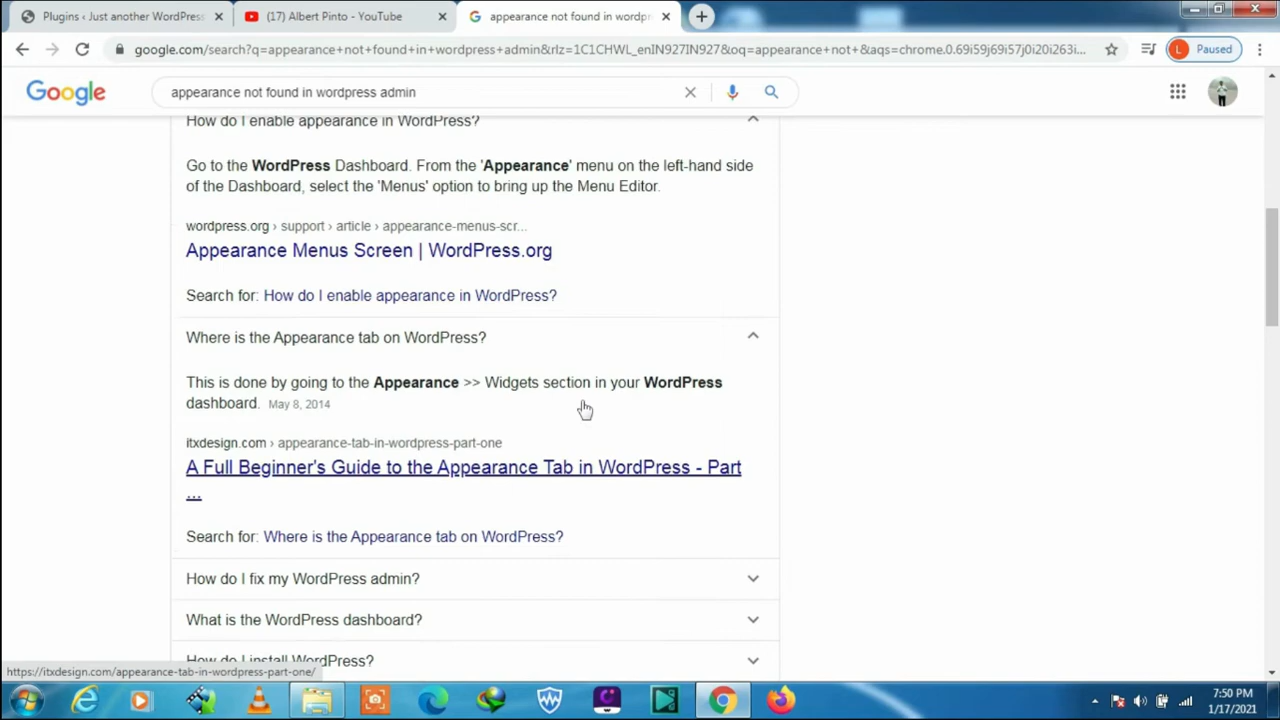 Plugins ‹ Just another WordPress
(17) Albert Pinto - YouTube
appearance not found in wordpr
google.com/search?q=appearance+not+found+in+wordpress+admin&rlz=1C1CHWL_enIN927IN927&oq=appearance+not+&aqs=chrome.0.69i59j69i57j0i20i263i...
L Paused
Google
appearance not found in wordpress admin
How do I enable appearance in WordPress?
Go to the WordPress Dashboard. From the 'Appearance' menu on the left-hand side
of the Dashboard, select the 'Menus' option to bring up the Menu Editor.
wordpress.org › support › article › appearance-menus-scr...
Appearance Menus Screen | WordPress.org
Search for: How do I enable appearance in WordPress?
Where is the Appearance tab on WordPress?
This is done by going to the Appearance >> Widgets section in your WordPress
dashboard. May 8, 2014
itxdesign.com › appearance-tab-in-wordpress-part-one
A Full Beginner's Guide to the Appearance Tab in WordPress - Part
...
Search for: Where is the Appearance tab on WordPress?
How do I fix my WordPress admin?
What is the WordPress dashboard?
How do I install WordPress?
https://itxdesign.com/appearance-tab-in-wordpress-part-one/
7:50 PM
1/17/2021